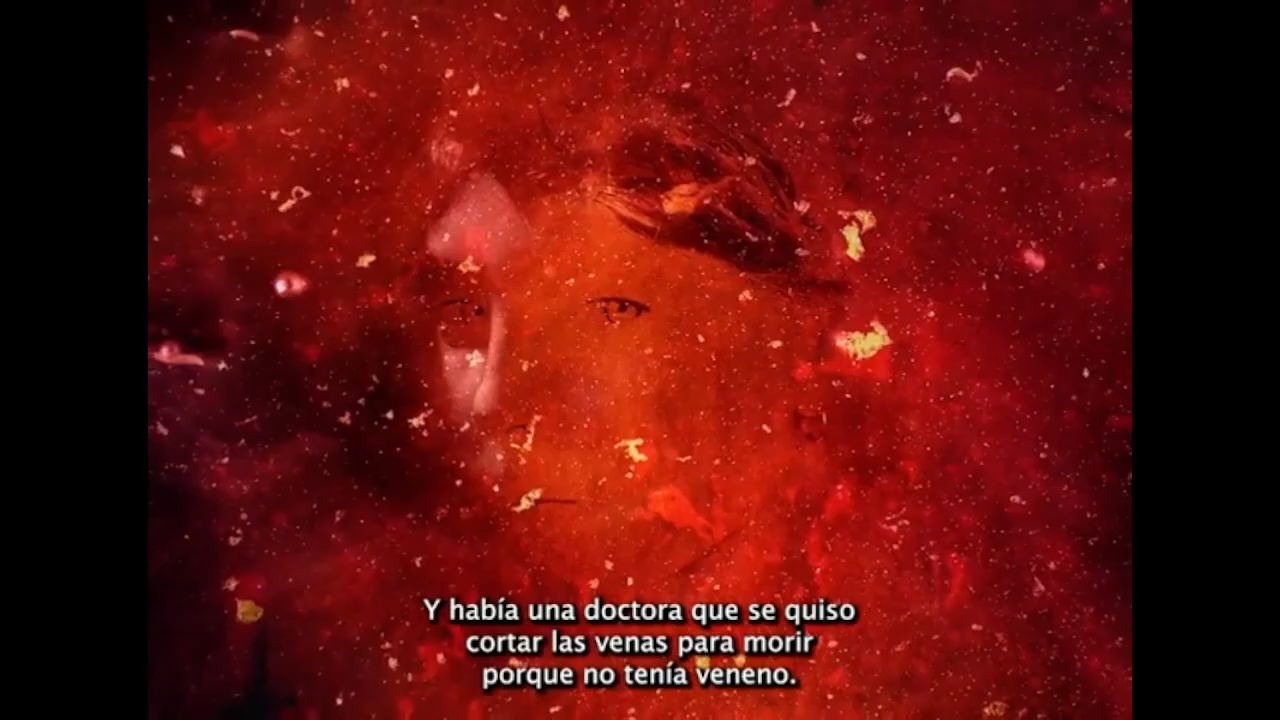 Y había una doctora que se quiso
cortar las venas para morir
porque no tenía veneno.